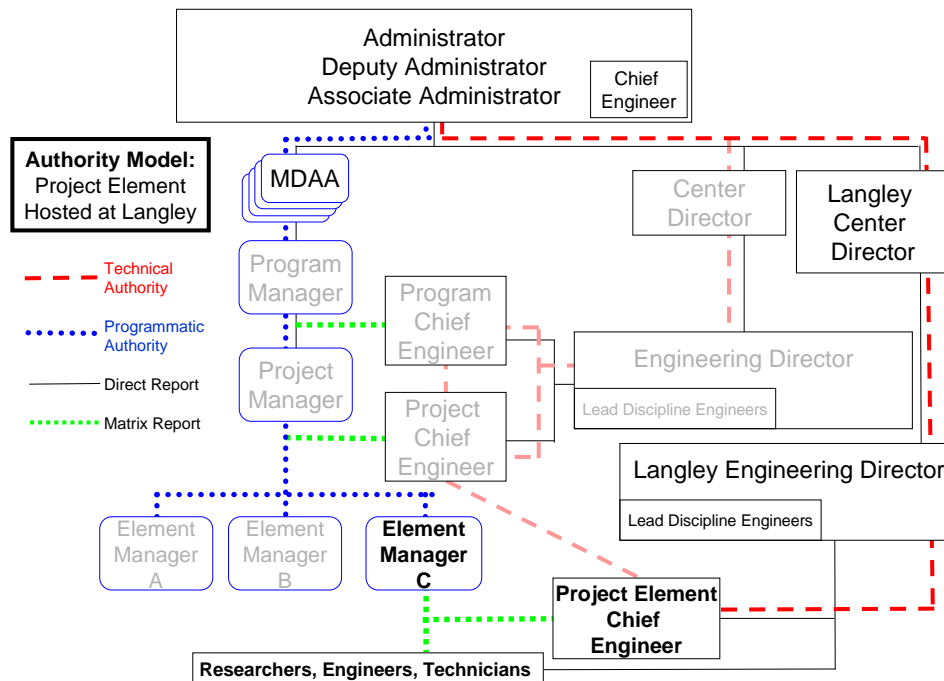 Administrator
Deputy Administrator
Associate Administrator
Chief
Engineer
Authority Model:
Project Element
Hosted at Langley
MDAA
Center
Director
Langley
Center
Director
Technical
Authority
Programmatic
Authority
Direct Report
Matrix Report
Program
Manager
Program
Chief
Engineer
Project
Manager
Project
Chief
Engineer
Engineering Director
Lead Discipline Engineers
Langley Engineering Director
Lead Discipline Engineers
Element
Manager
A
Element
Manager
B
Element
Manager
C
Project Element
Chief
Engineer
Researchers, Engineers, Technicians